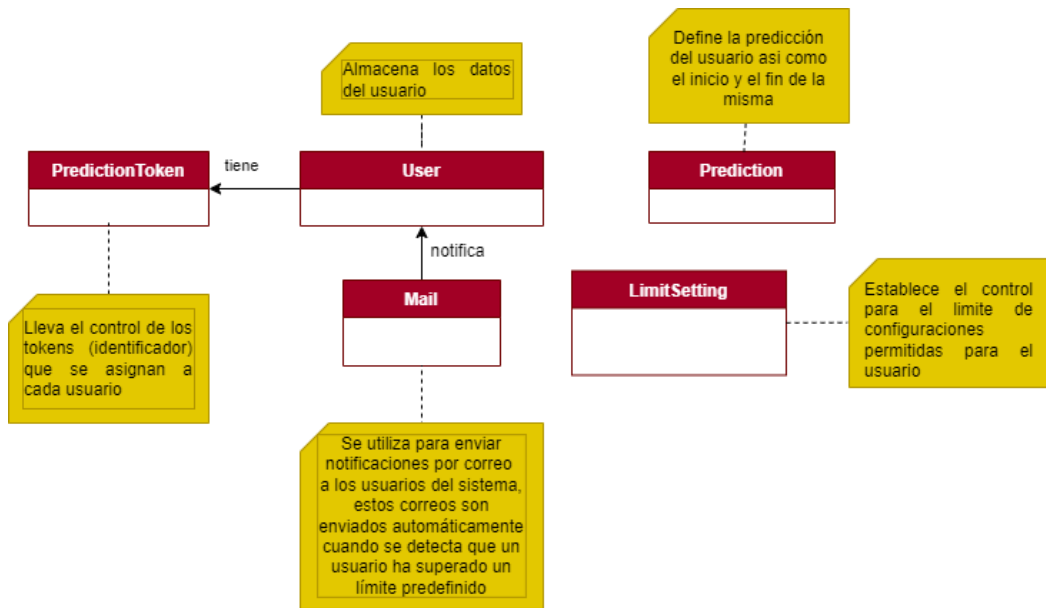 Almacena los datos
del usuario
Define la predicción
del usuario asi como
el inicio y el fin de la
misma
PredictionToken
tiene
User
Prediction
notifica
Mail
LimitSetting
Establece el control
para el limite de
configuraciones
permitidas para el
usuario
Lleva el control de los
tokens (identificador)
que se asignan a
cada usuario
Se utiliza para enviar
notificaciones por correo
a los usuarios del sistema,
estos correos son
enviados automáticamente
cuando se detecta que un
usuario ha superado un
límite predefinido